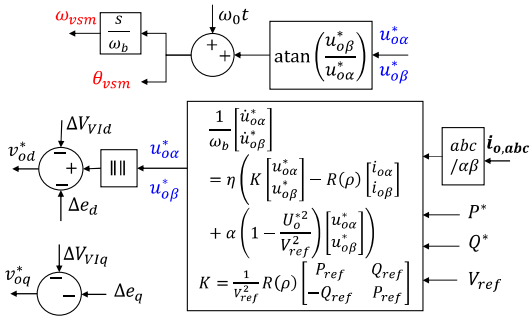 ω_vsm
s/ω_b
ω_0 t
+
+
atan(u*_oβ / u*_oα)
u*_oα
u*_oβ
θ_vsm
ΔV_VId
v*_od
−
+
−
Δe_d
‖‖
u*_oα
u*_oβ
1/ω_b [u̇*_oα u̇*_oβ]
= η(K [u*_oα u*_oβ] − R(ρ) [i_oα i_oβ]
+ α(1 − U_o^*2 / V_ref^2) [u*_oα u*_oβ])
K = 1/V_ref^2 R(ρ) [P_ref Q_ref −Q_ref P_ref]
abc /αβ
i_o,abc
P*
Q*
V_ref
ΔV_VIq
v*_oq
−
−
Δe_q